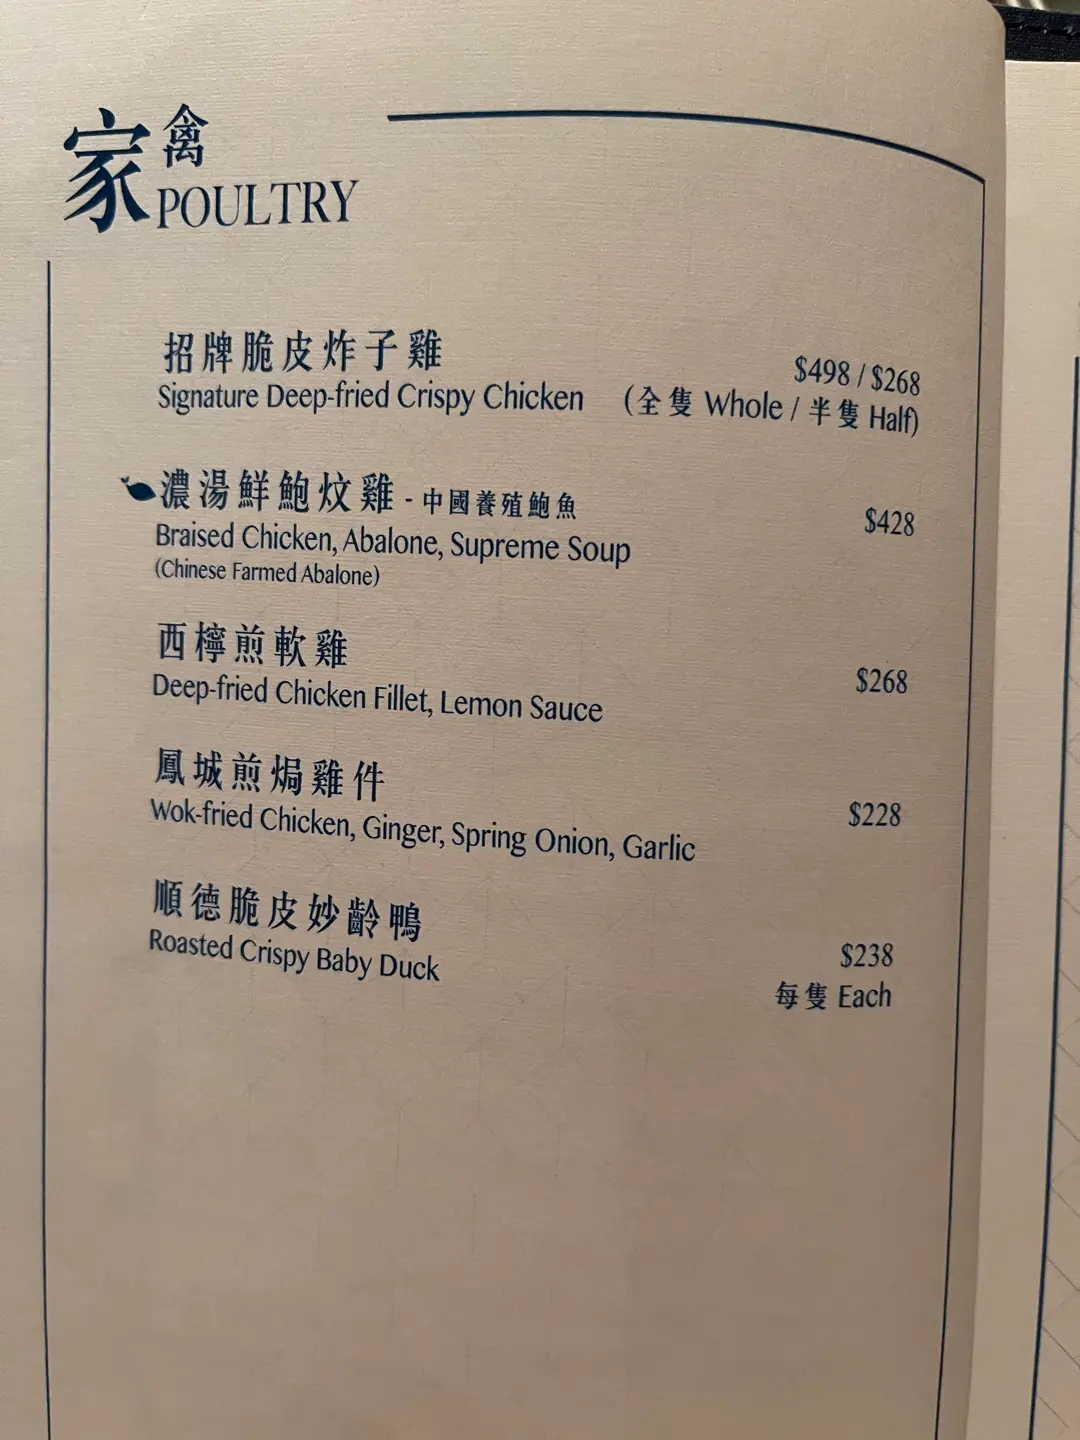 家禽
POULTRY
招牌脆皮炸子雞
$498 / $268
Signature Deep-fried Crispy Chicken (全隻 Whole / 半隻 Half)
濃湯鮮鮑炆雞 - 中國養殖鮑魚
$428
Braised Chicken, Abalone, Supreme Soup
(Chinese Farmed Abalone)
西檸煎軟雞
$268
Deep-fried Chicken Fillet, Lemon Sauce
鳳城煎焗雞件
$228
Wok-fried Chicken, Ginger, Spring Onion, Garlic
順德脆皮妙齡鴨
$238
Roasted Crispy Baby Duck
每隻 Each